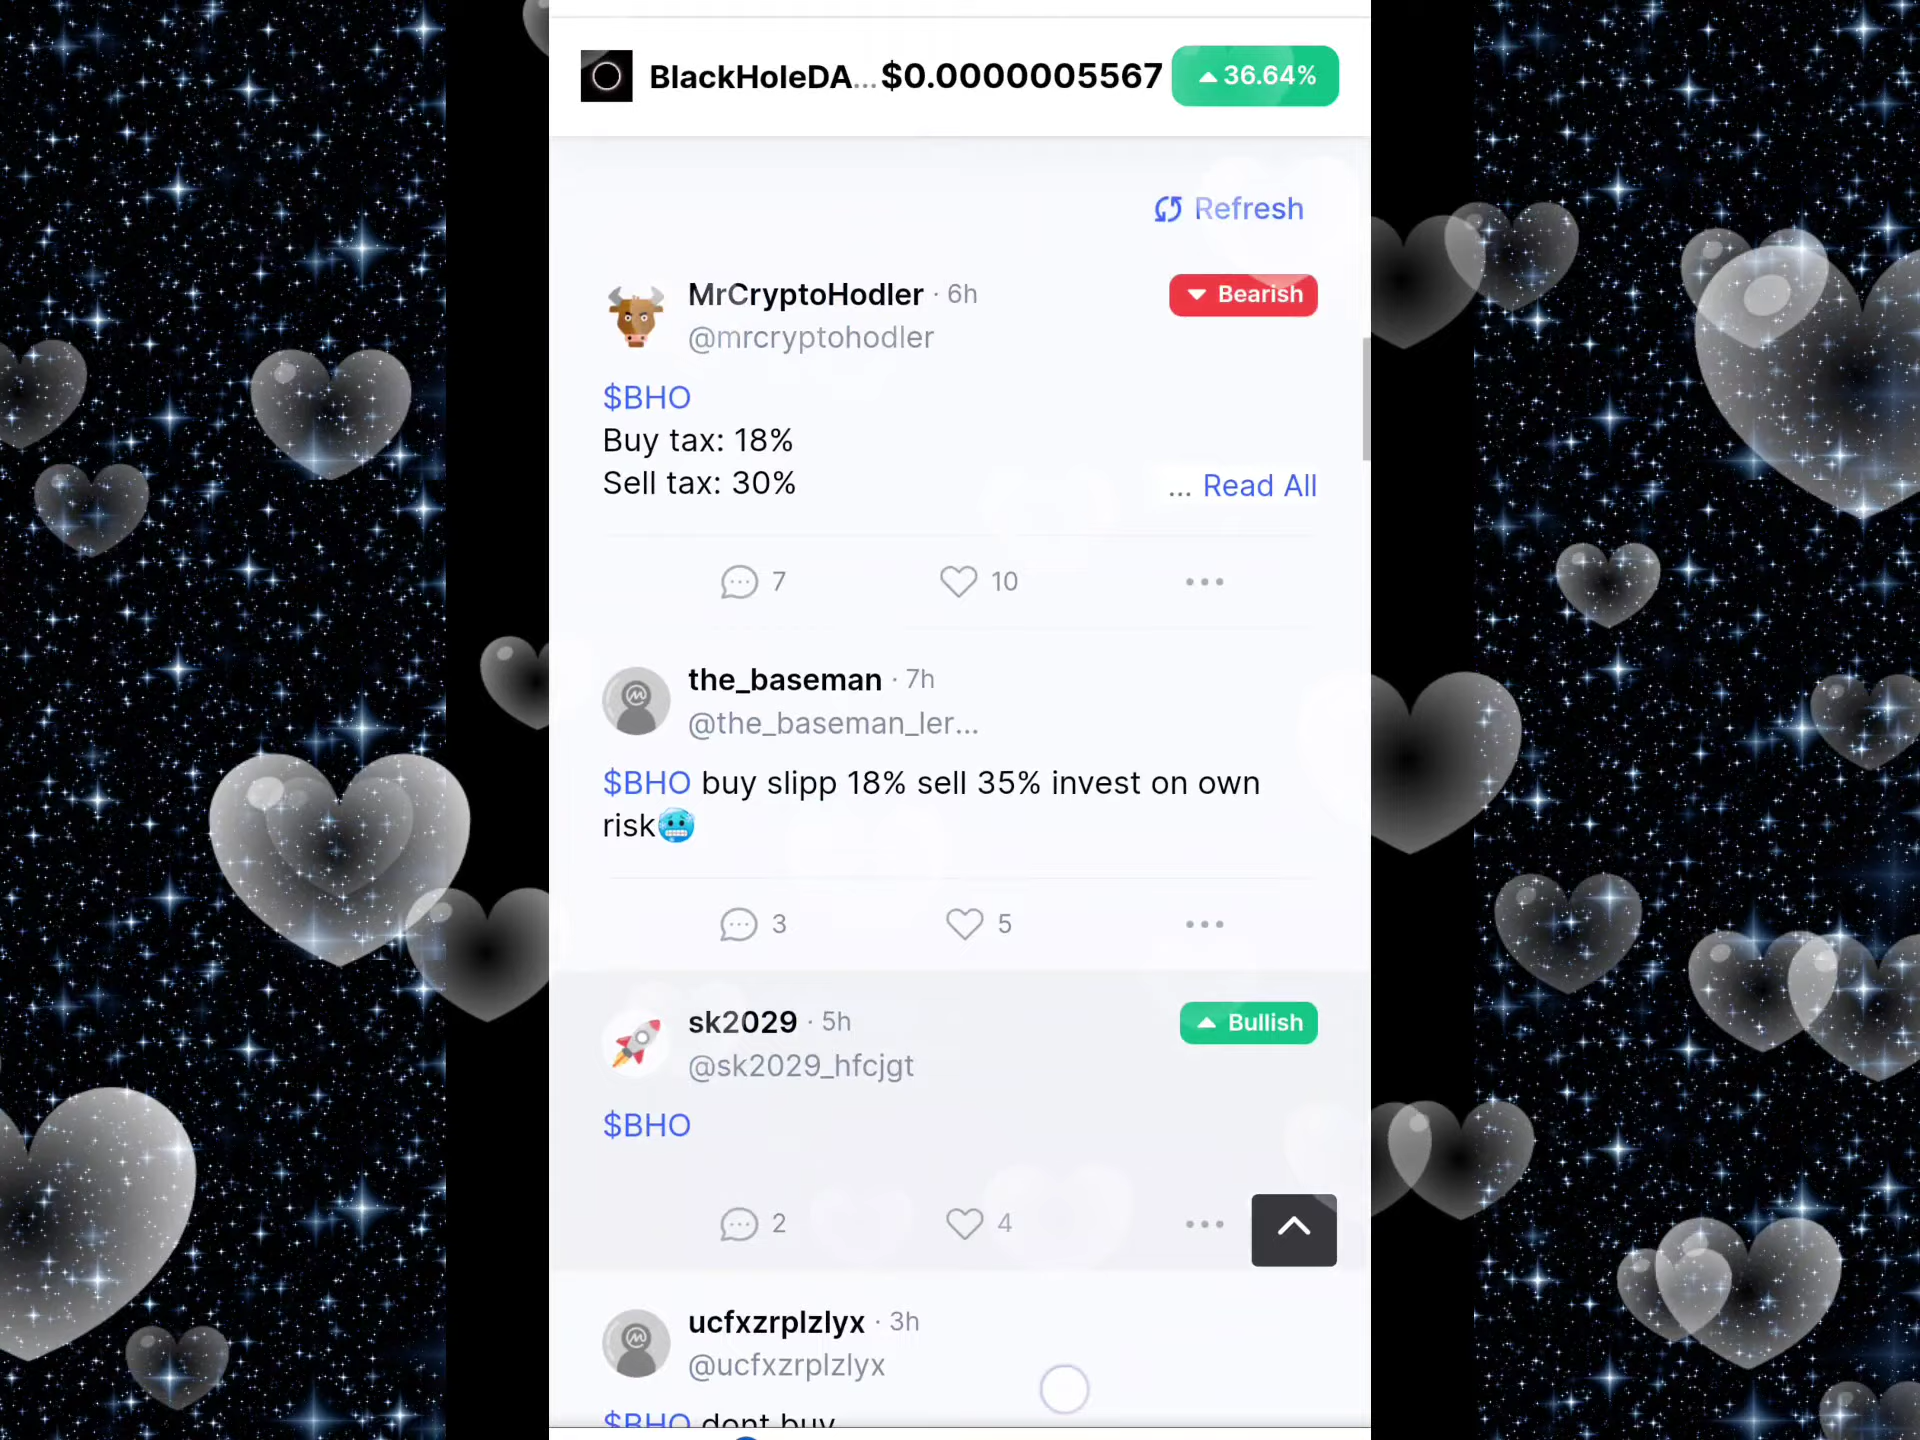 BlackHoleDA... $0.0000005567 36.64%
Refresh
MrCryptoHodler · 6h Bearish
@mrcryptohodler
$BHO
Buy tax: 18%
Sell tax: 30% ... Read All
7 10
the_baseman · 7h
@the_baseman_ler...
$BHO buy slipp 18% sell 35% invest on own
risk🥶
3 5
sk2029 · 5h Bullish
@sk2029_hfcjgt
$BHO
2 4
ucfxzrplzlyx · 3h
@ucfxzrplzlyx
$BHO dont buy